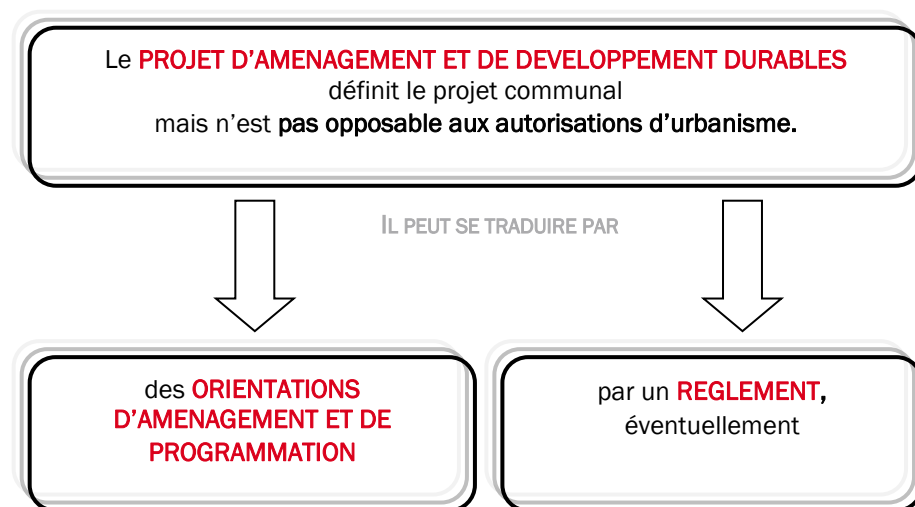 Le PROJET D’AMENAGEMENT ET DE DEVELOPPEMENT DURABLES
définit le projet communal
mais n’est pas opposable aux autorisations d’urbanisme.
IL PEUT SE TRADUIRE PAR
des ORIENTATIONS
D’AMENAGEMENT ET DE
PROGRAMMATION
par un REGLEMENT,
éventuellement